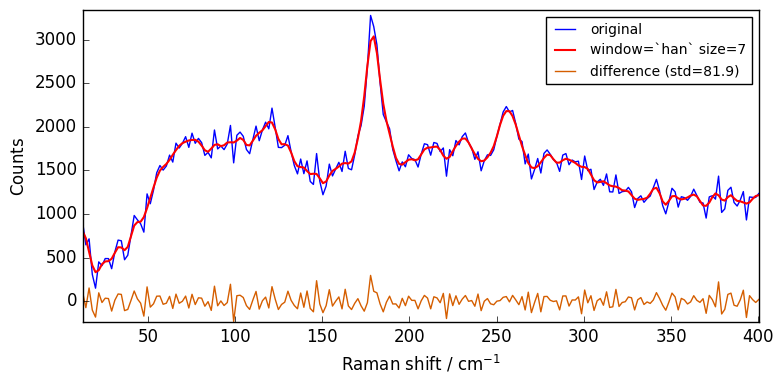 original
window=`han` size=7
difference (std=81.9)
Counts
3000
2500
2000
1500
1000
500
0
50 100 150 200 250 300 350 400
Raman shift / cm⁻¹